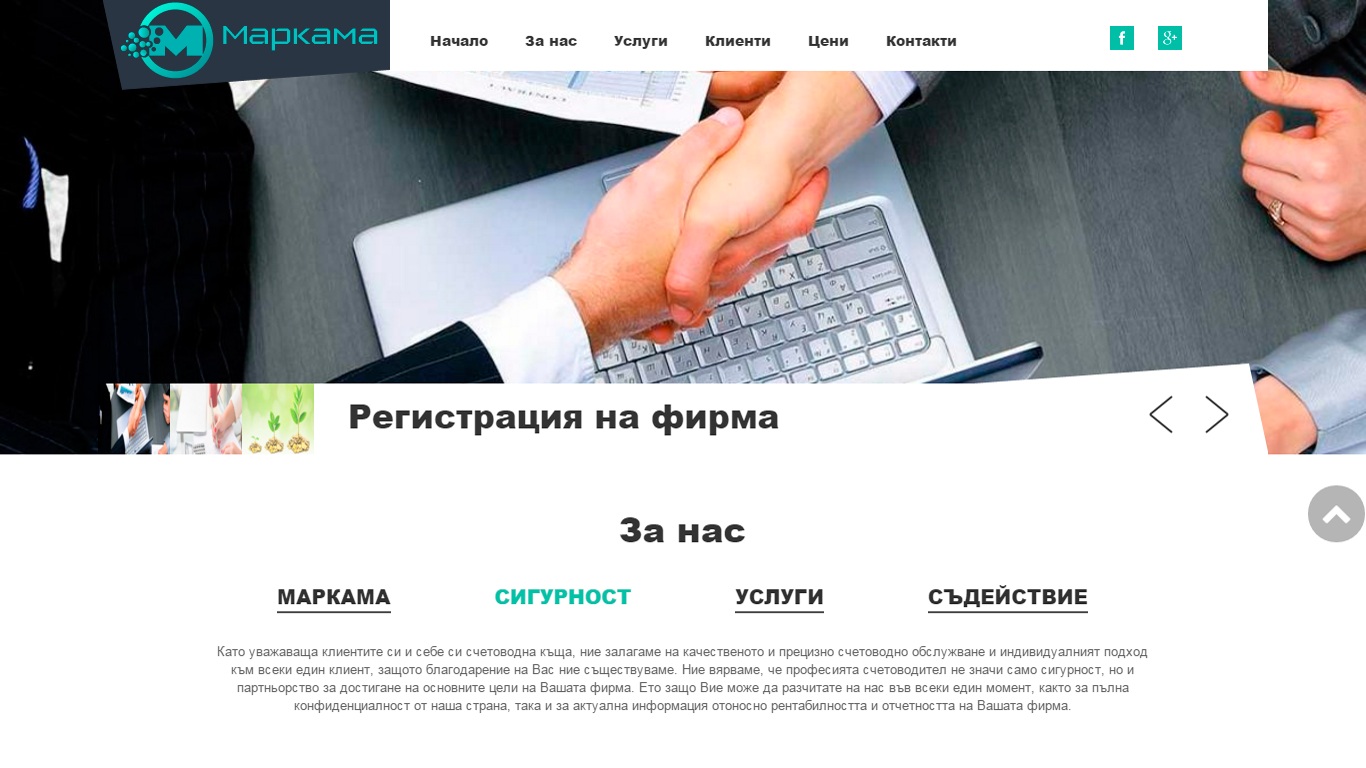 Маркама
Начало За нас Услуги Клиенти Цени Контакти
Регистрация на фирма
За нас
МАРКАМА СИГУРНОСТ УСЛУГИ СЪДЕЙСТВИЕ
Като уважаваща клиентите си и себе си счетоводна къща, ние залагаме на качественото и прецизно счетоводно обслужване и индивидуалният подход
към всеки един клиент, защото благодарение на Вас ние съществуваме. Ние вярваме, че професията счетоводител не значи само сигурност, но и
партньорство за достигане на основните цели на Вашата фирма. Ето защо Вие може да разчитате на нас във всеки един момент, както за пълна
конфиденциалност от наша страна, така и за актуална информация отоносно рентабилността и отчетността на Вашата фирма.